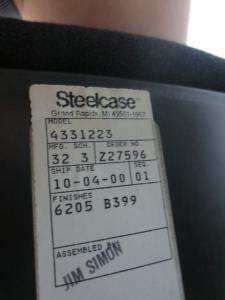 Steelcase®
Grand Rapids, MI 49501-1967
MODEL
4331223
MFG. SCH. ORDER NO.
32 3 Z27596
SHIP DATE SEQ.
10-04-00 01
FINISHES
6205 B399
ASSEMBLED BY:
JIM SIMON